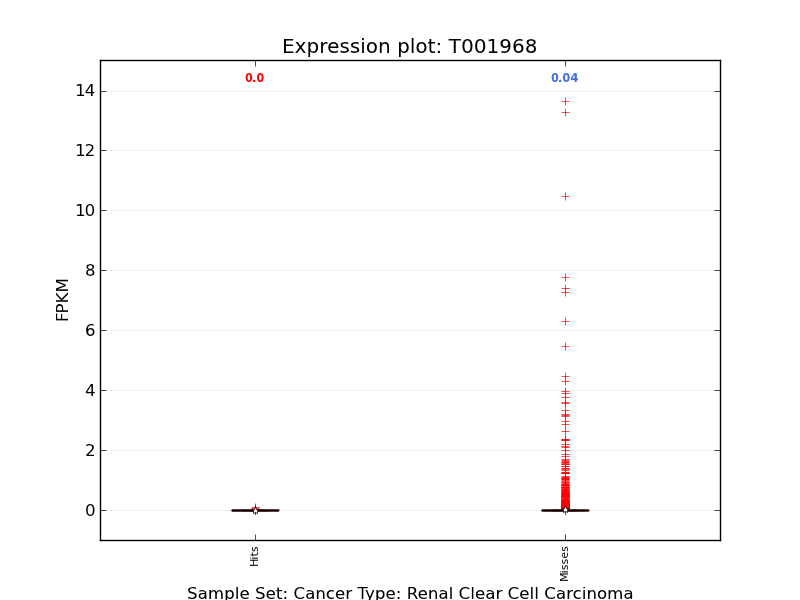 Expression plot: T001968
0.0
0.04
14
12
10
8
6
4
2
0
FPKM
Hits
Misses
Sample Set: Cancer Type: Renal Clear Cell Carcinoma